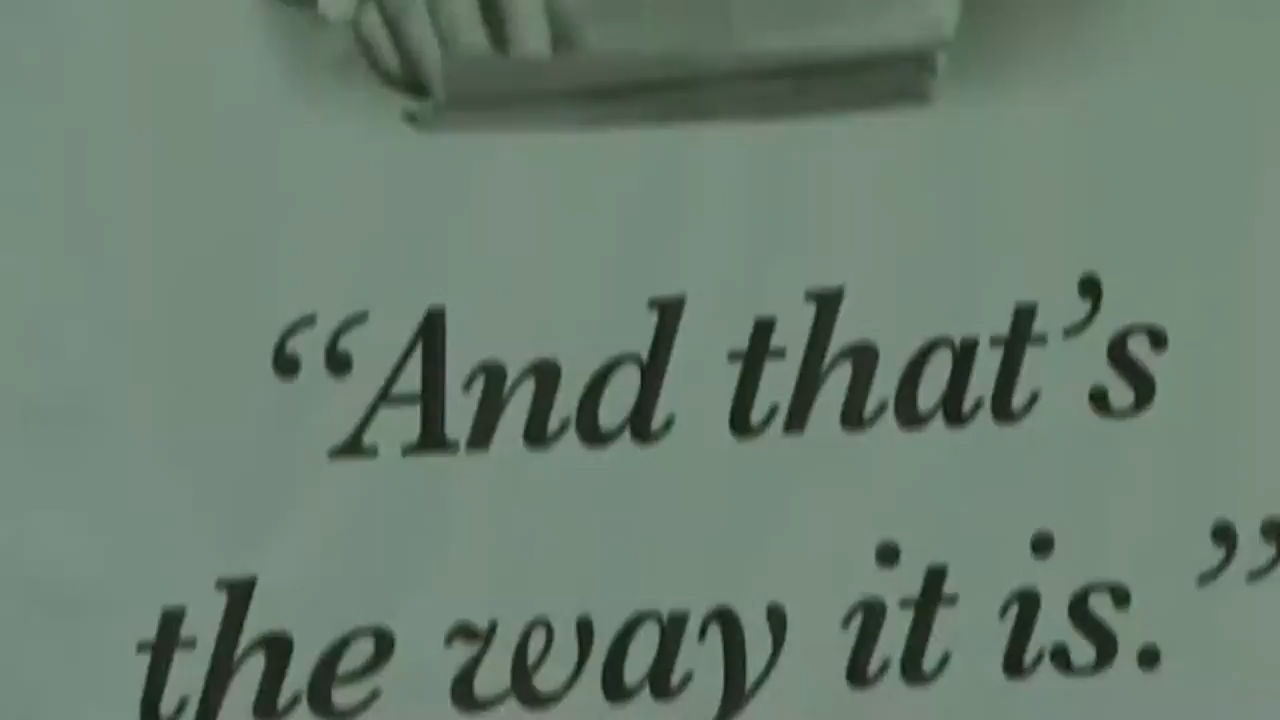 “And that’s
the way it is.”